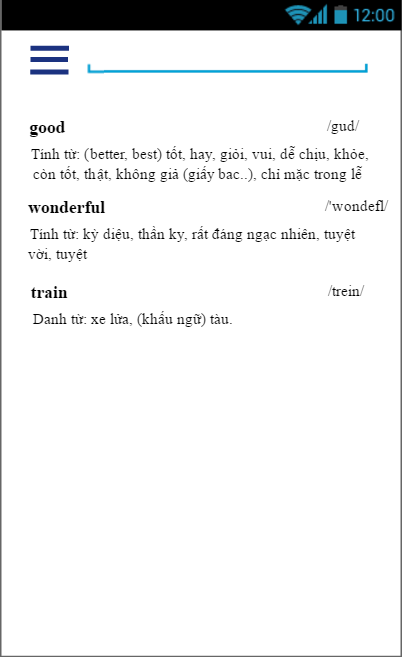 12:00
good /gud/
Tính từ: (better, best) tốt, hay, giỏi, vui, dễ chịu, khỏe,
còn tốt, thật, không giả (giấy bac..), chỉ mặc trong lễ
wonderful /'wondefl/
Tính từ: kỳ diệu, thần kỳ, rất đáng ngạc nhiên, tuyệt
vời, tuyệt
train /trein/
Danh từ: xe lửa, (khẩu ngữ) tàu.